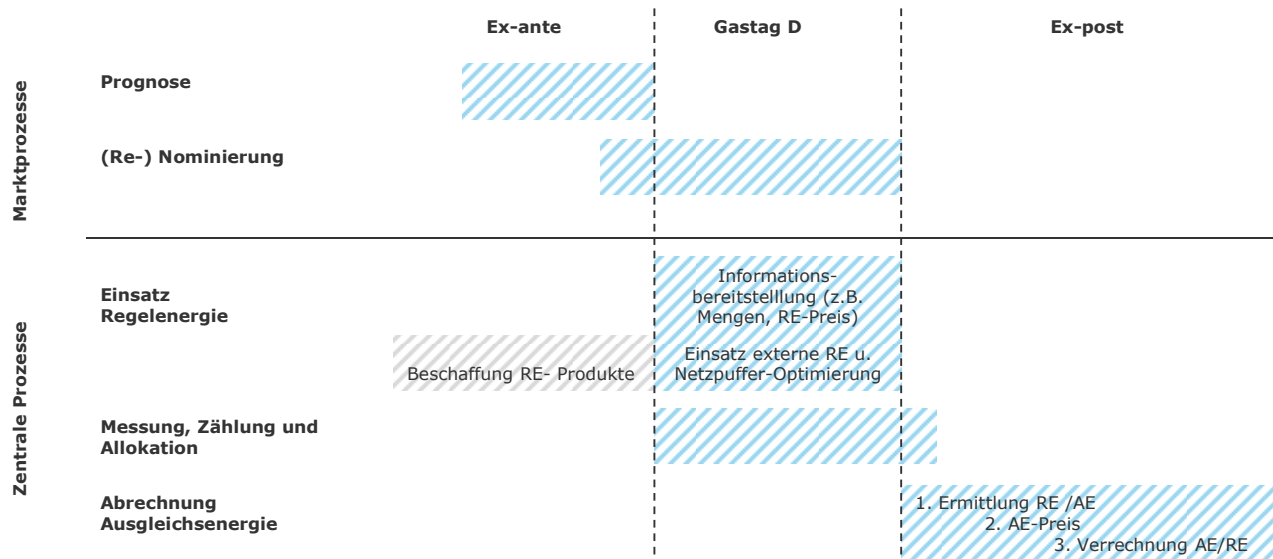 Ex-ante
Gastag D
Ex-post
Marktprozesse
Prognose
(Re-) Nominierung
Zentrale Prozesse
Einsatz
Regelenergie
Informations-
bereitstelllung (z.B.
Mengen, RE-Preis)
Beschaffung RE- Produkte
Einsatz externe RE u.
Netzpuffer-Optimierung
Messung, Zählung und
Allokation
Abrechnung
Ausgleichsenergie
1. Ermittlung RE /AE
2. AE-Preis
3. Verrechnung AE/RE